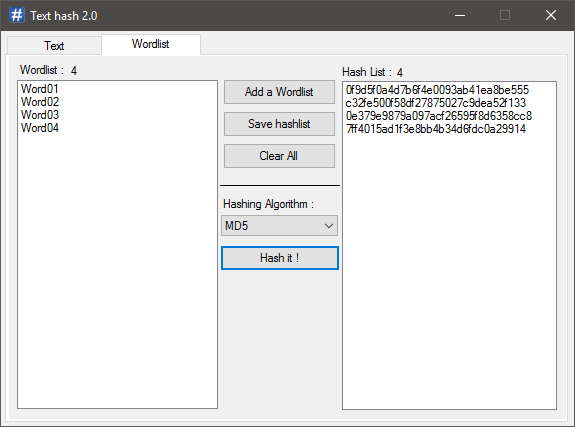 Text hash 2.0
Text
Wordlist
Wordlist : 4
Word01
Word02
Word03
Word04
Add a Wordlist
Save hashlist
Clear All
Hashing Algorithm :
MD5
Hash it !
Hash List : 4
0f9d5f0a4d7b6f4e0093ab41ea8be555
c32fe500f58df27875027c9dea52f133
0e379e9879a097acf26595f8d6358cc8
7ff4015ad1f3e8bb4b34d6fdc0a29914